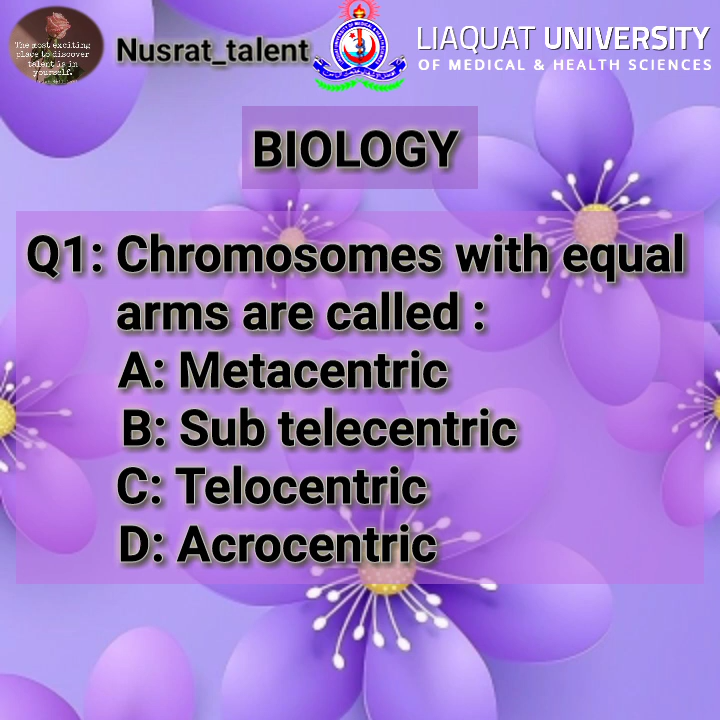 The most exciting
place to discover
talent is in
yourself.
Nusrat_talent
LIAQUAT UNIVERSITY
OF MEDICAL & HEALTH SCIENCES
BIOLOGY
Q1: Chromosomes with equal
arms are called :
A: Metacentric
B: Sub telecentric
C: Telocentric
D: Acrocentric